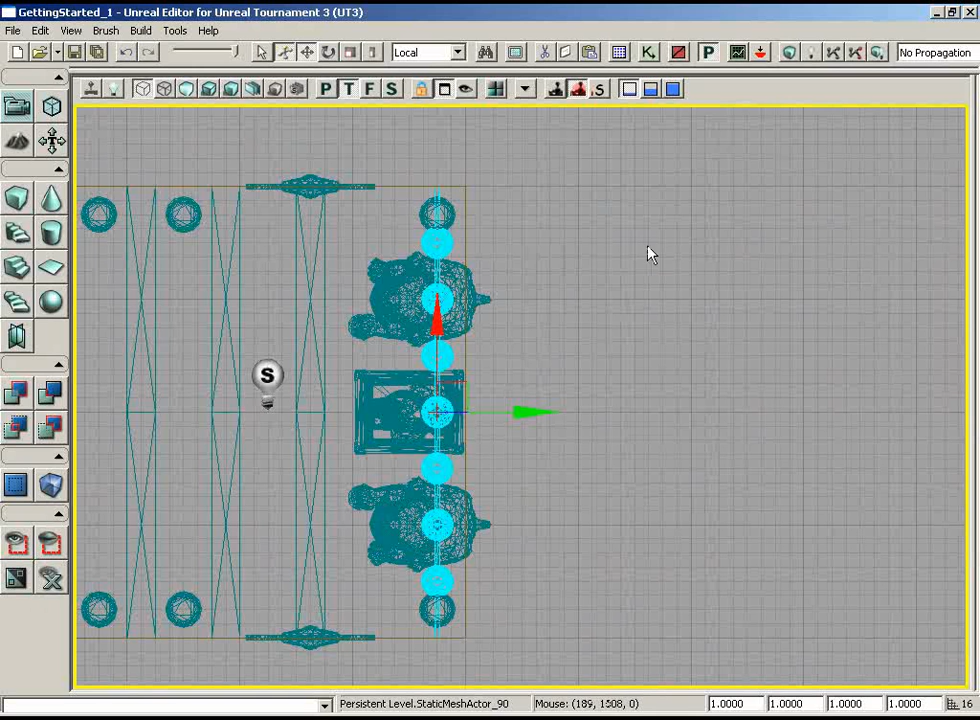 GettingStarted_1 - Unreal Editor for Unreal Tournament 3 (UT3)
File Edit View Brush Build Tools Help
Local
P
No Propagation
P T F S
S
S
Persistent Level.StaticMeshActor_90
Mouse: (189, 1508, 0)
1.0000 1.0000 1.0000 1.0000
16